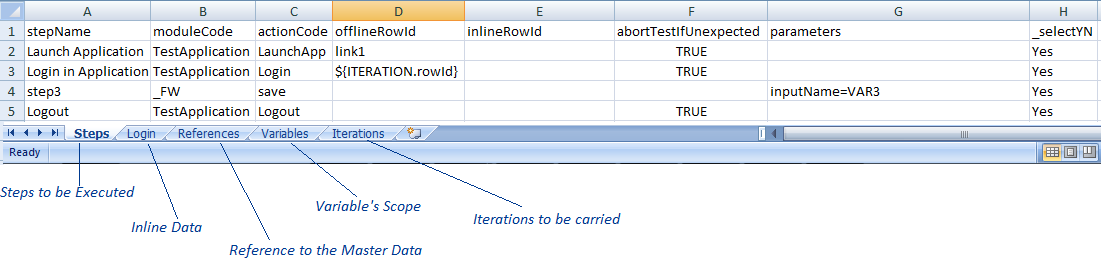 A B C D E F G H
1 stepName moduleCode actionCode offlineRowId inlineRowId abortTestIfUnexpected parameters _selectYN
2 Launch Application TestApplication LaunchApp link1 TRUE Yes
3 Login in Application TestApplication Login ${ITERATION.rowId} TRUE Yes
4 step3 _FW save inputName=VAR3 Yes
5 Logout TestApplication Logout TRUE Yes
Steps Login References Variables Iterations
Ready
Steps to be Executed
Variable's Scope
Iterations to be carried
Inline Data
Reference to the Master Data